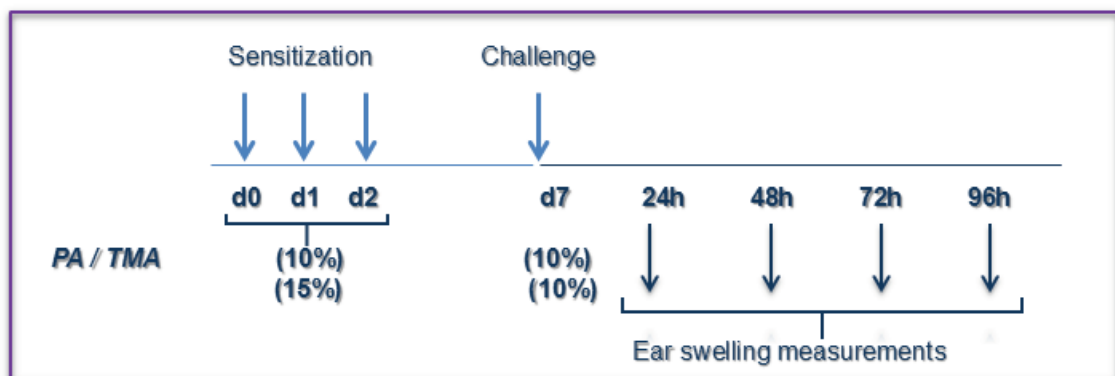 Sensitization Challenge
d0 d1 d2 d7 24h 48h 72h 96h
PA / TMA (10%) (10%)
(15%) (10%)
Ear swelling measurements